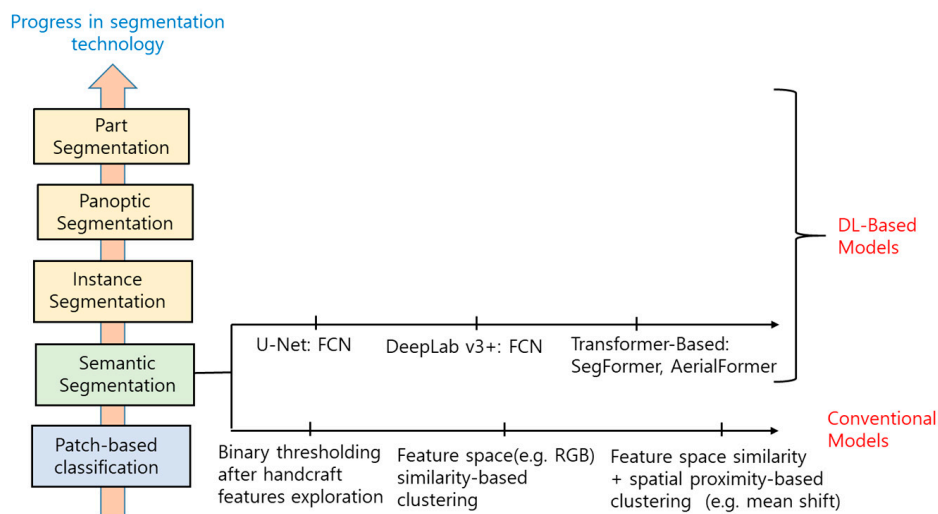 Progress in segmentation
technology
Part
Segmentation
Panoptic
Segmentation
Instance
Segmentation
Semantic
Segmentation
Patch-based
classification
DL-Based
Models
U-Net: FCN
DeepLab v3+: FCN
Transformer-Based:
SegFormer, AerialFormer
Conventional
Models
Binary thresholding
after handcraft
features exploration
Feature space(e.g. RGB)
similarity-based
clustering
Feature space similarity
+ spatial proximity-based
clustering (e.g. mean shift)